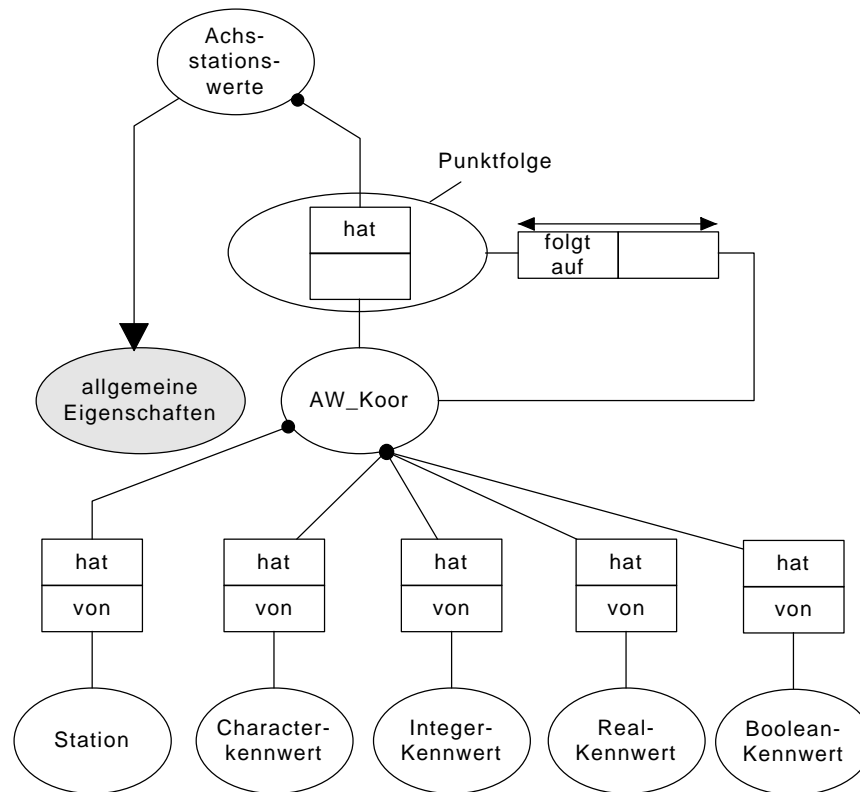 Achs-
stations-
werte
Punktfolge
hat
folgt
auf
allgemeine
Eigenschaften
AW_Koor
hat
hat
hat
hat
hat
von
von
von
von
von
Station
Character-
kennwert
Integer-
Kennwert
Real-
Kennwert
Boolean-
Kennwert